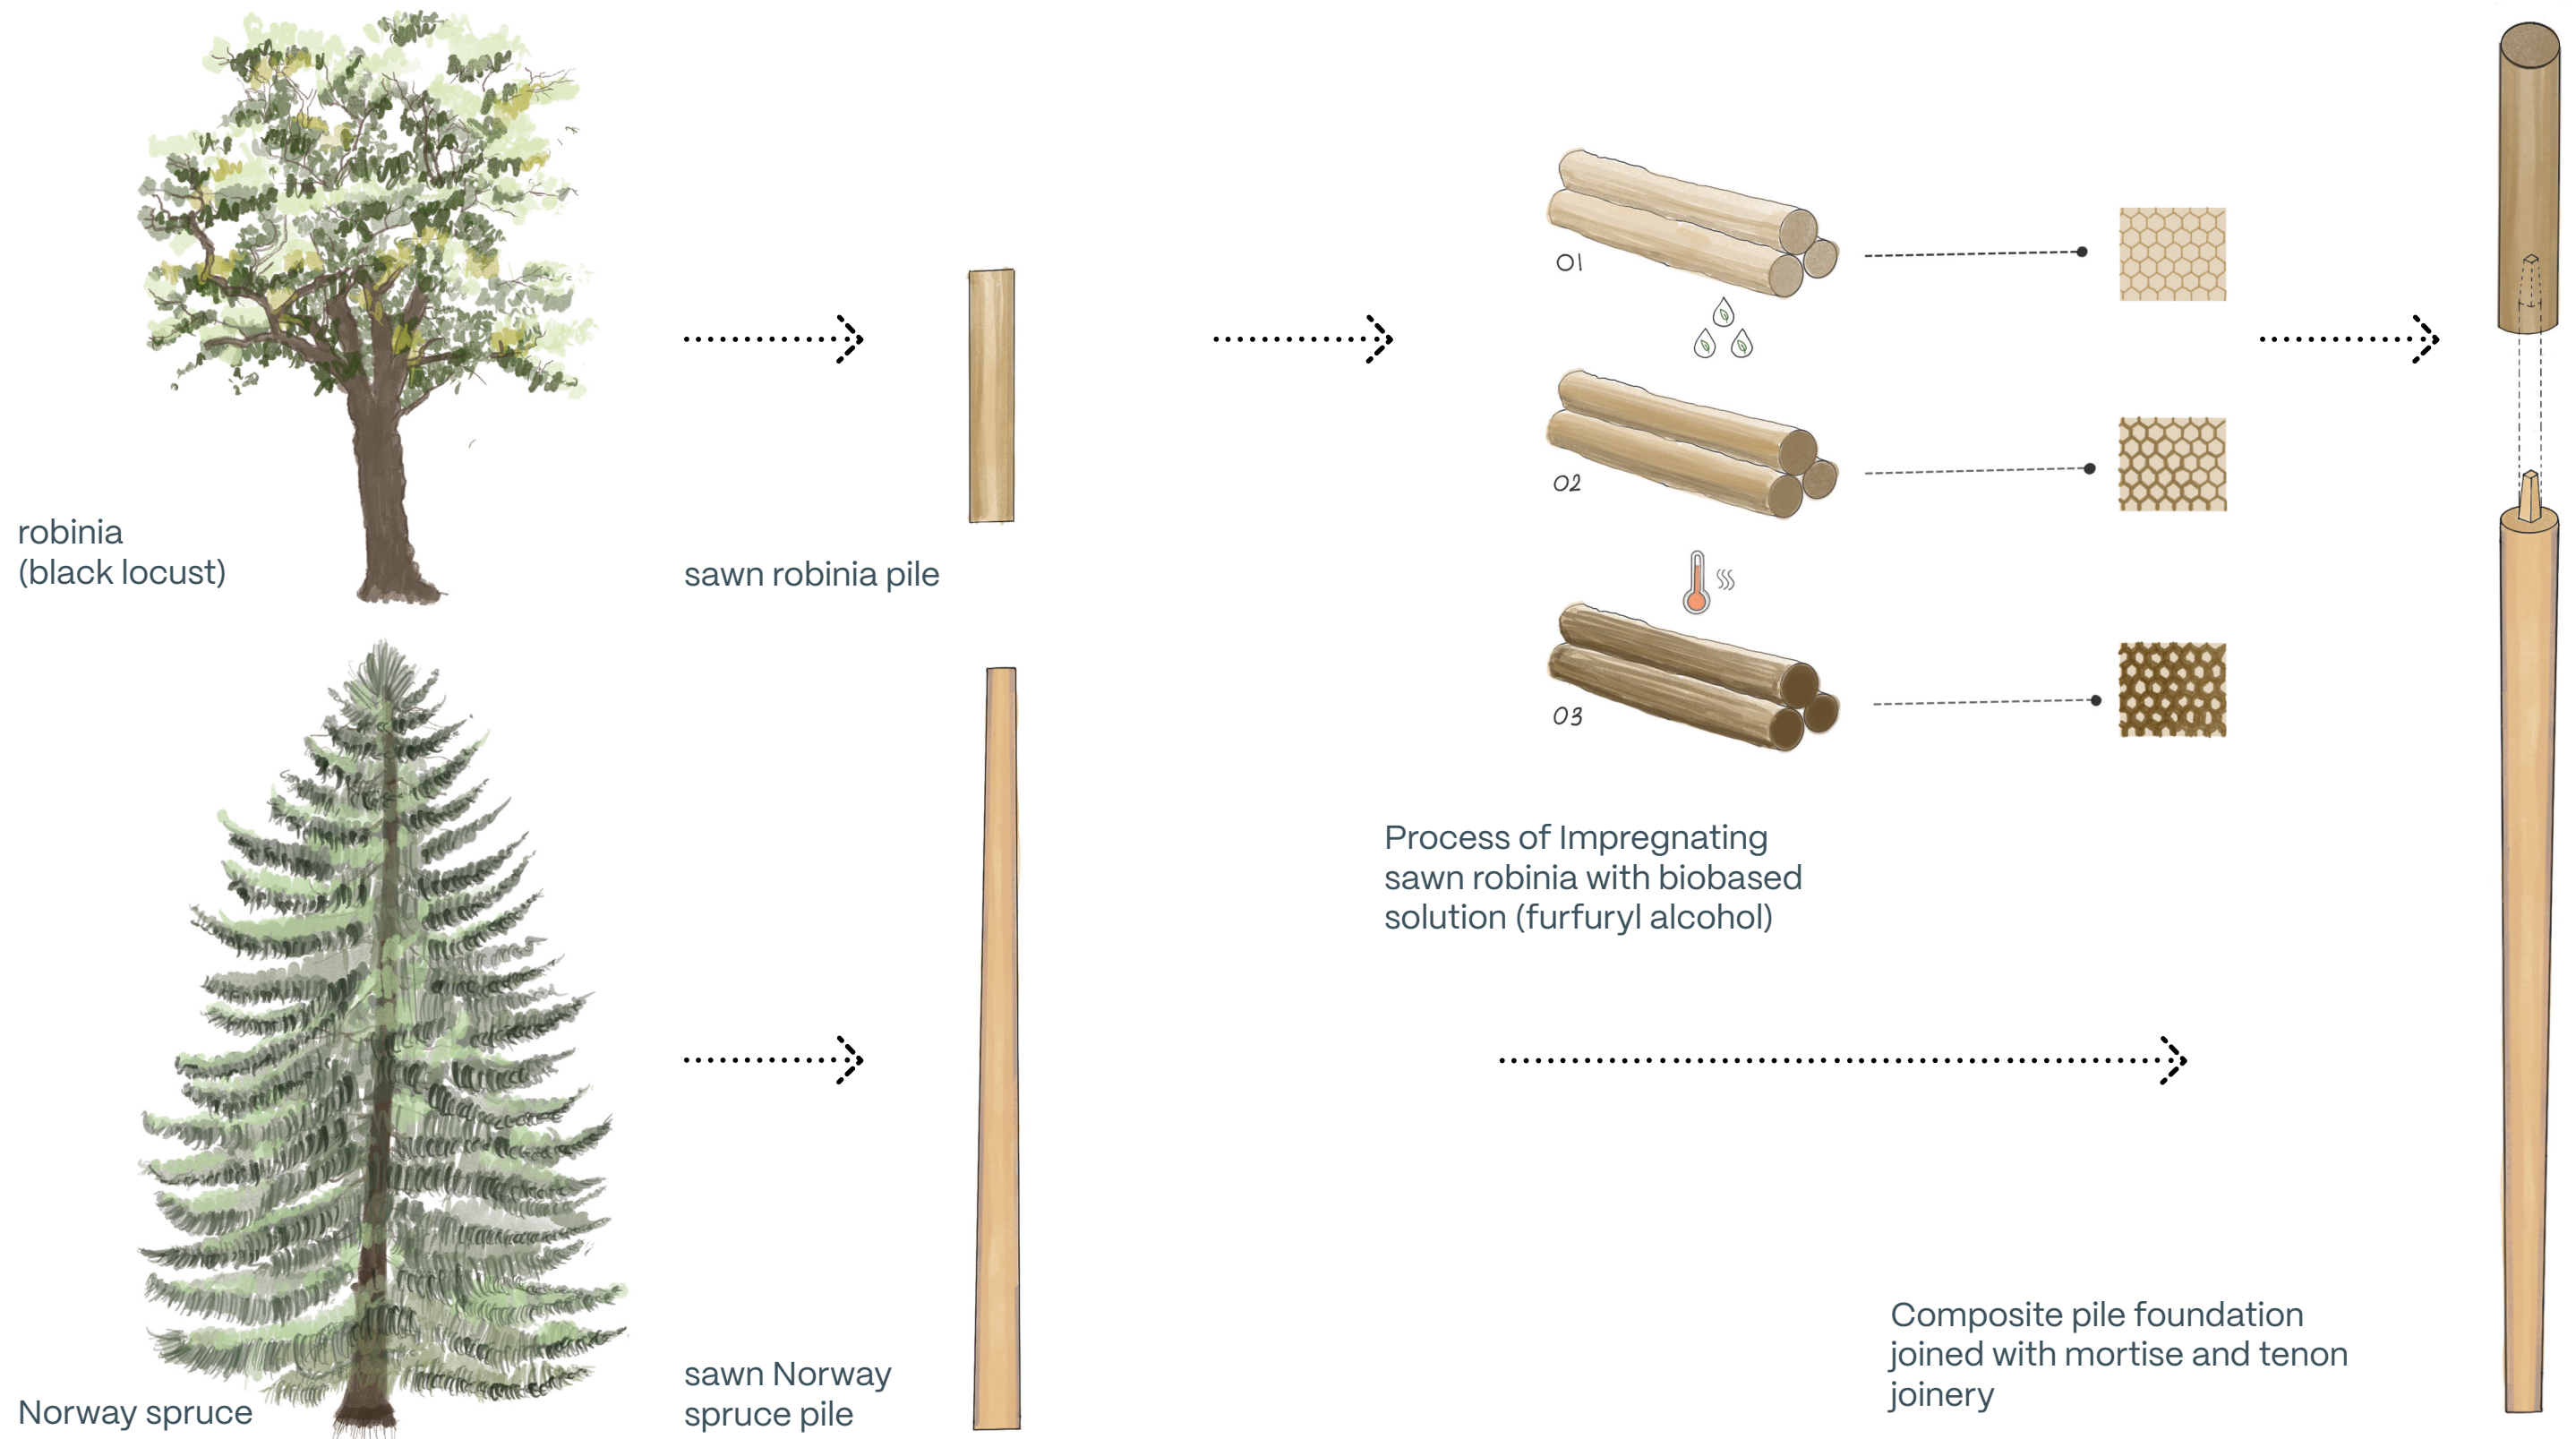 robinia
(black locust)
sawn robinia pile
01
02
03
Process of Impregnating
sawn robinia with biobased
solution (furfuryl alcohol)
Norway spruce
sawn Norway
spruce pile
Composite pile foundation
joined with mortise and tenon
joinery